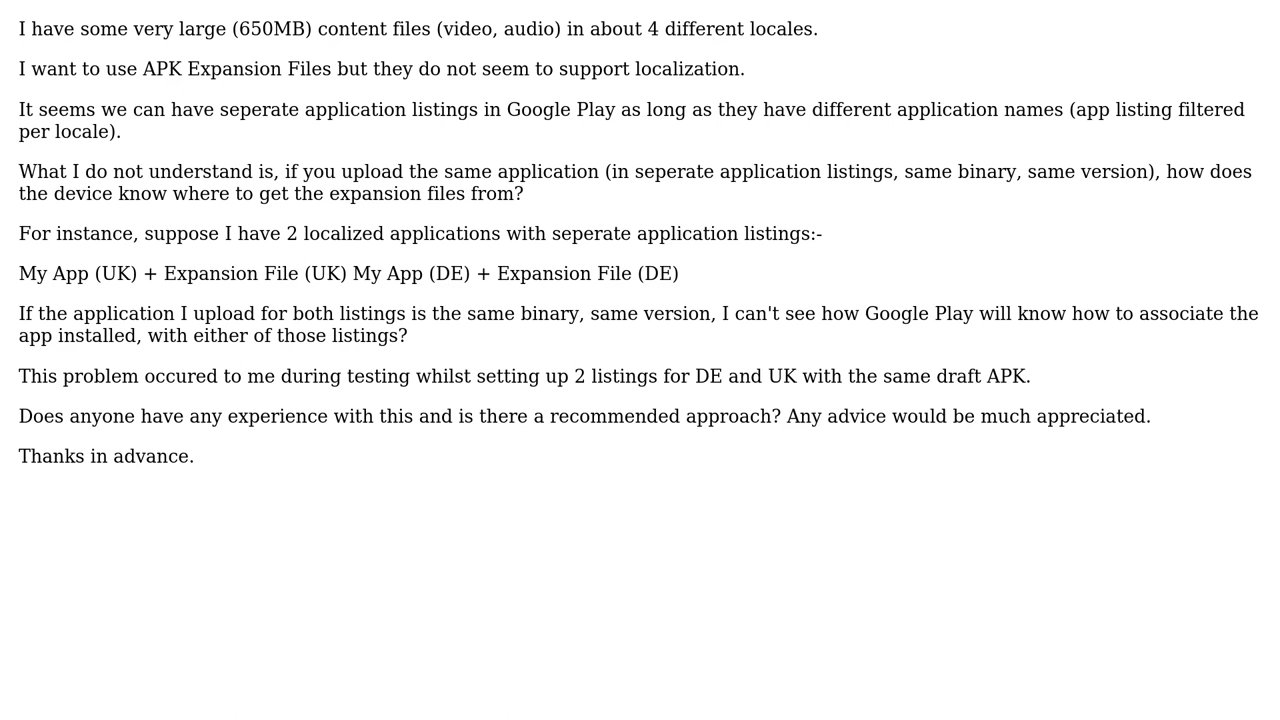 I have some very large (650MB) content files (video, audio) in about 4 different locales.
I want to use APK Expansion Files but they do not seem to support localization.
It seems we can have seperate application listings in Google Play as long as they have different application names (app listing filtered
per locale).
What I do not understand is, if you upload the same application (in seperate application listings, same binary, same version), how does
the device know where to get the expansion files from?
For instance, suppose I have 2 localized applications with seperate application listings:-
My App (UK) + Expansion File (UK) My App (DE) + Expansion File (DE)
If the application I upload for both listings is the same binary, same version, I can't see how Google Play will know how to associate the
app installed, with either of those listings?
This problem occured to me during testing whilst setting up 2 listings for DE and UK with the same draft APK.
Does anyone have any experience with this and is there a recommended approach? Any advice would be much appreciated.
Thanks in advance.